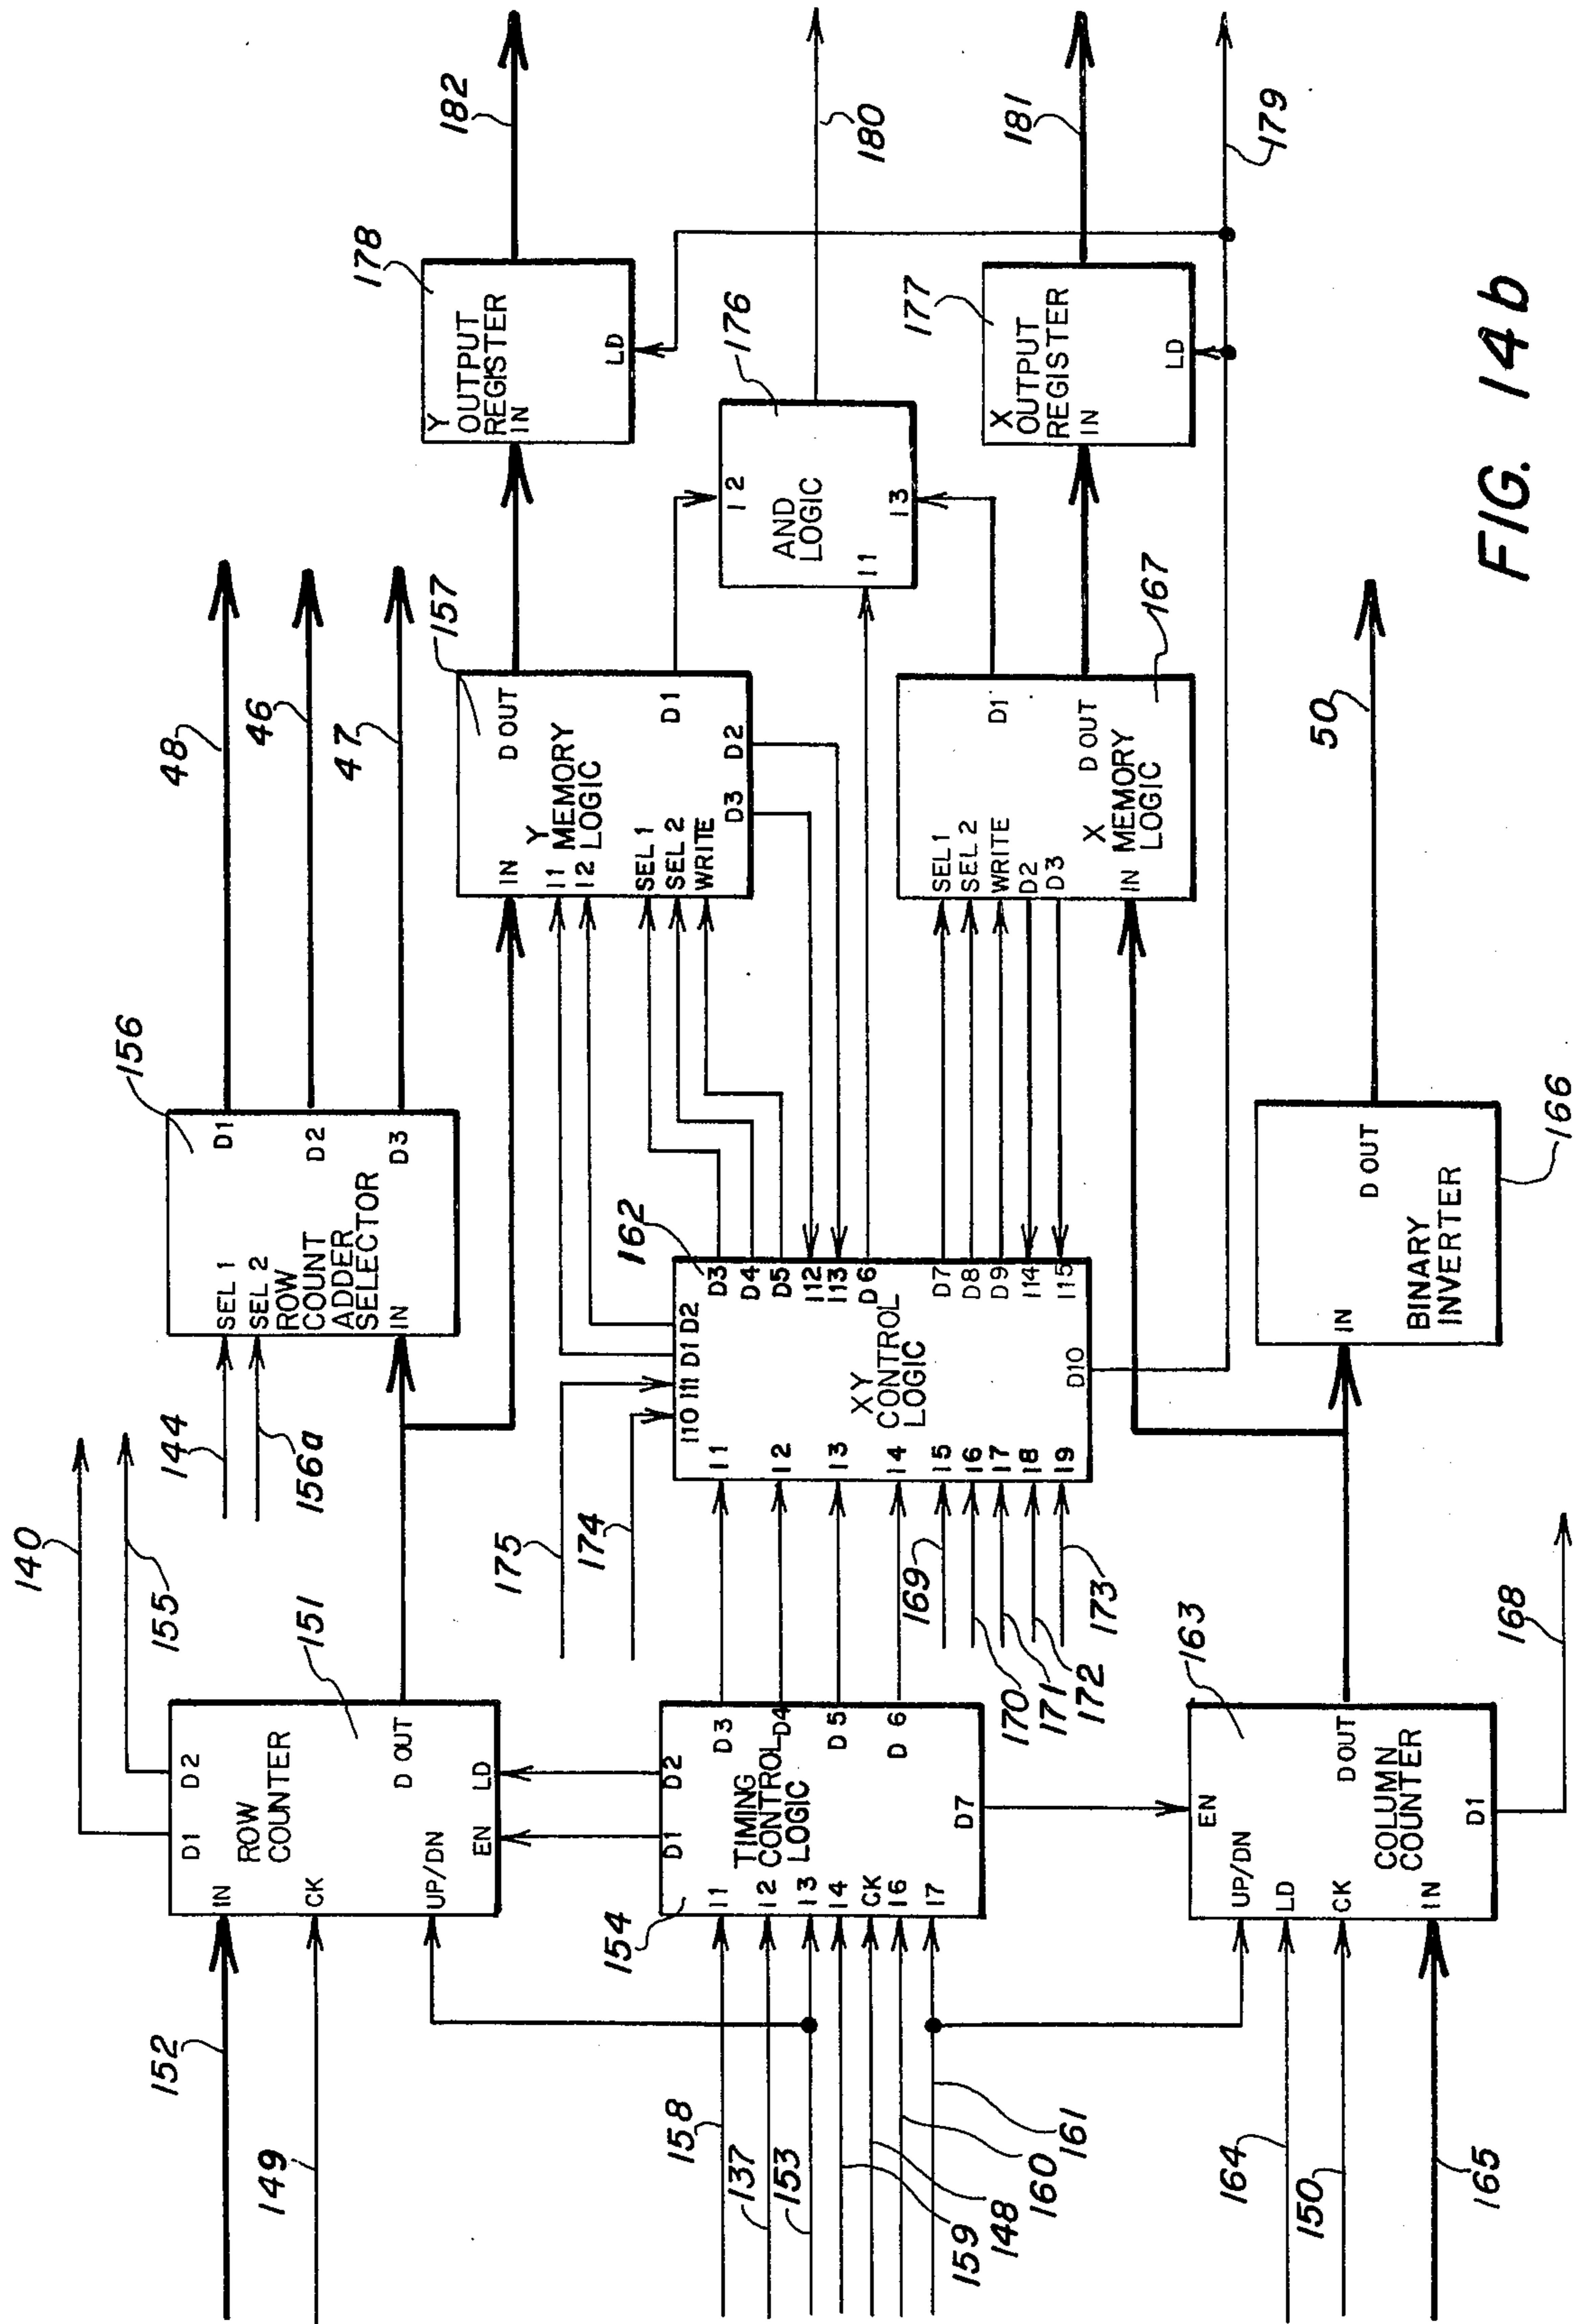 182
180
181
179
178
Y
OUTPUT
REGISTER
IN
LD
176
I2
AND
LOGIC
I1
I3
177
X
OUTPUT
REGISTER
IN
LD
48
46
47
157
D OUT
D1
Y
MEMORY
LOGIC
IN
I1
I2
SEL 1
SEL 2
WRITE
D3
D2
167
D1
D OUT
X
MEMORY
LOGIC
SEL1
SEL 2
WRITE
D2
D3
IN
50
156
D1
D2
D3
SEL 1
SEL 2
ROW
COUNT
ADDER
SELECTOR
IN
144
156a
162
D3
D4
D5
I12
I13
D6
D7
D8
D9
I14
I15
I10
I11
D1
D2
XY
CONTROL
LOGIC
D10
I1
I2
I3
I4
I5
I6
I7
I8
I9
175
174
169
170
171
172
173
166
D OUT
BINARY
INVERTER
IN
140
155
151
D1
D2
ROW
COUNTER
D OUT
IN
CK
UP/DN
EN
LD
152
149
154
D1
D2
D3
D4
D5
D6
D7
TIMING
CONTROL
LOGIC
I1
I2
I3
I4
CK
I6
I7
158
137
153
159
148
160
161
163
EN
UP/DN
LD
CK
IN
D OUT
COLUMN
COUNTER
D1
168
164
150
165
FIG. 14b